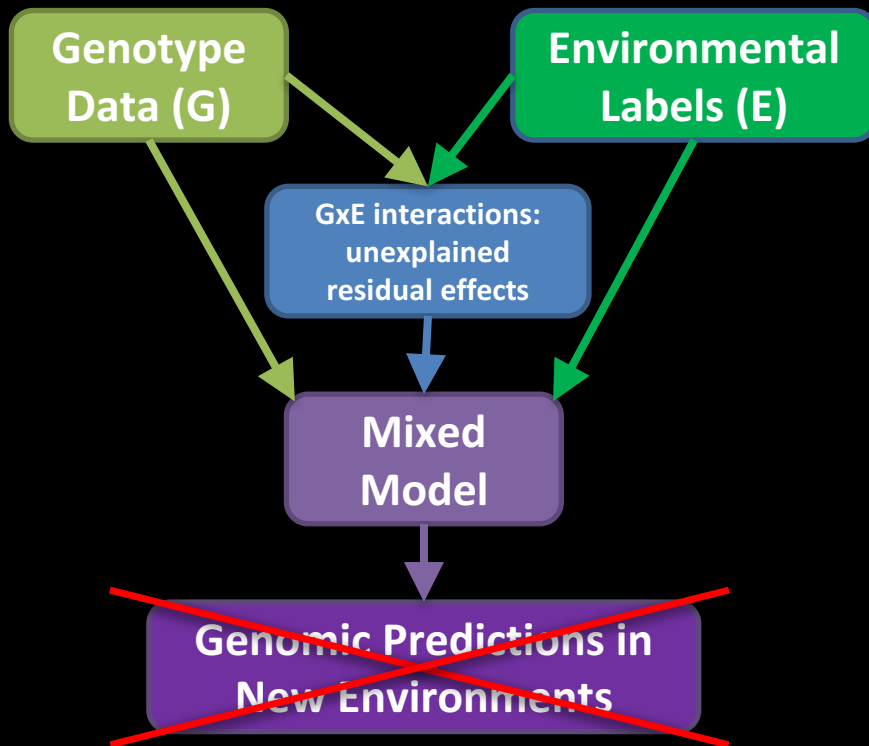 Genotype
Data (G)
Environmental
Labels (E)
GxE interactions:
unexplained
residual effects
Mixed
Model
Genomic Predictions in
New Environments